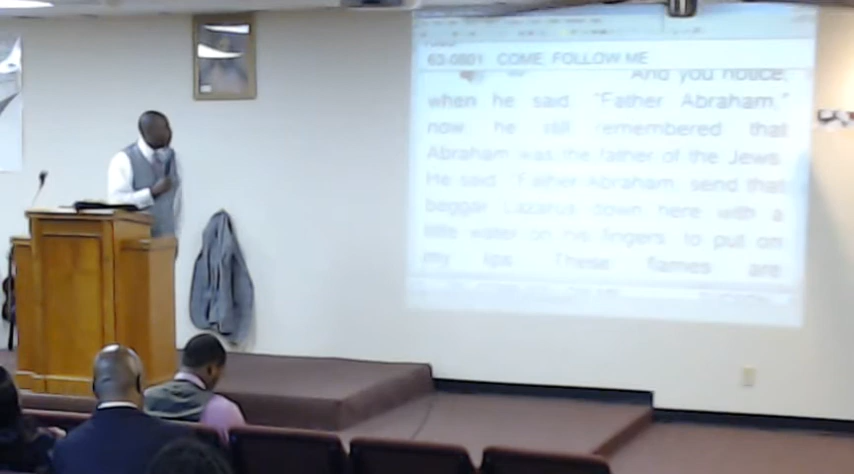 63-0601 COME FOLLOW ME
And you notice,
when he said "Father Abraham,"
now he still remembered that
Abraham was the father of the Jews.
He said "Father Abraham, send that
beggar Lazarus down here with a
little water on his fingers to put on
my lips. These flames are